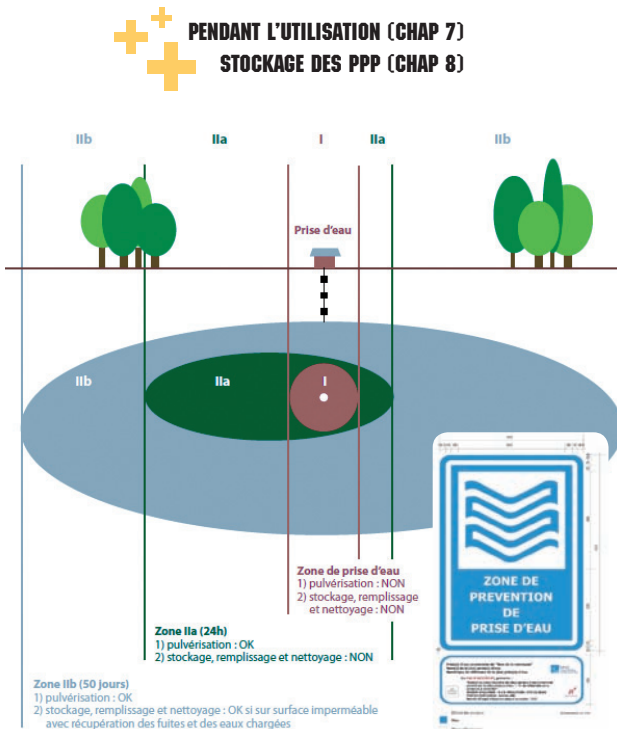 PENDANT L'UTILISATION (CHAP 7)
STOCKAGE DES PPP (CHAP 8)
IIb IIa I IIa IIb
Prise d'eau
IIb IIa I
Zone de prise d'eau
1) pulvérisation : NON
2) stockage, remplissage
et nettoyage : NON
Zone IIa (24h)
1) pulvérisation : OK
2) stockage, remplissage et nettoyage : NON
Zone IIb (50 jours)
1) pulvérisation : OK
2) stockage, remplissage et nettoyage : OK si sur surface imperméable
avec récupération des fuites et des eaux chargées
ZONE DE
PREVENTION
DE
PRISE D'EAU